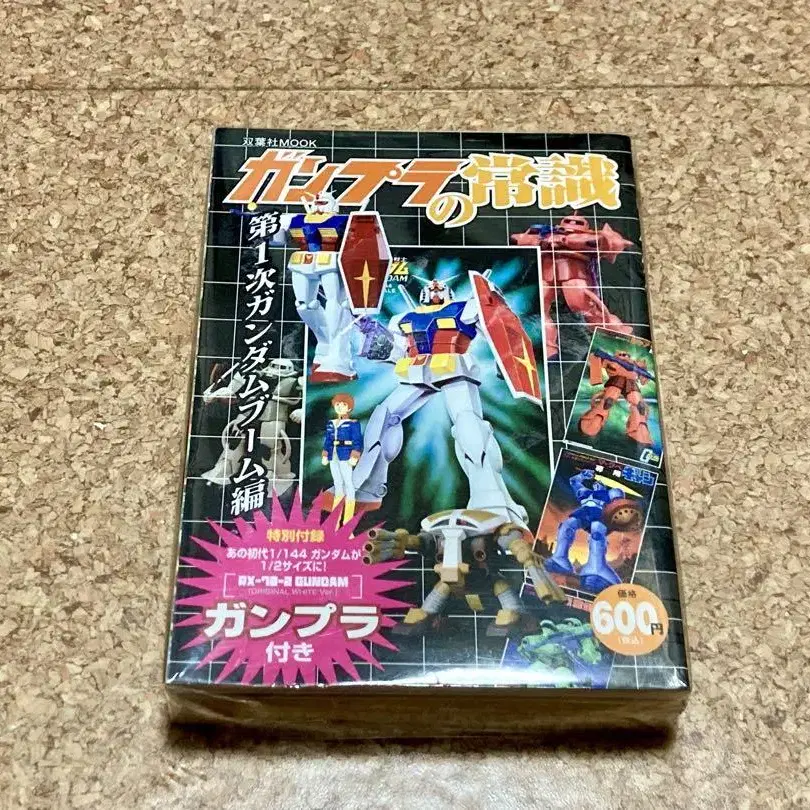 双葉社MOOK
ガンプラの常識
第1次ガンダムブーム編
特別付録
あの初代1/144 ガンダムが
1/2サイズに!
RX-78-2 GUNDAM
[ORIGINAL WHITE Ver.]
ガンプラ
付き
価格
600円
(税込)